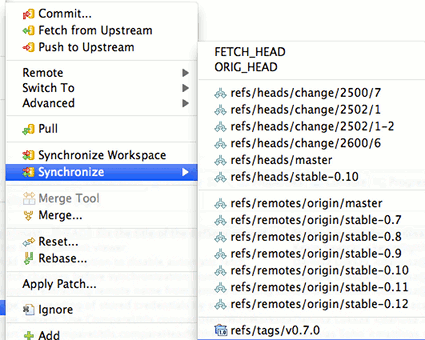 Commit...
Fetch from Upstream
Push to Upstream
Remote
Switch To
Advanced
Pull
Synchronize Workspace
Synchronize
Merge Tool
Merge...
Reset...
Rebase...
Apply Patch...
Ignore
Add
FETCH_HEAD
ORIG_HEAD
refs/heads/change/2500/7
refs/heads/change/2502/1
refs/heads/change/2502/1-2
refs/heads/change/2600/6
refs/heads/master
refs/heads/stable-0.10
refs/remotes/origin/master
refs/remotes/origin/stable-0.7
refs/remotes/origin/stable-0.8
refs/remotes/origin/stable-0.9
refs/remotes/origin/stable-0.10
refs/remotes/origin/stable-0.11
refs/remotes/origin/stable-0.12
refs/tags/v0.7.0